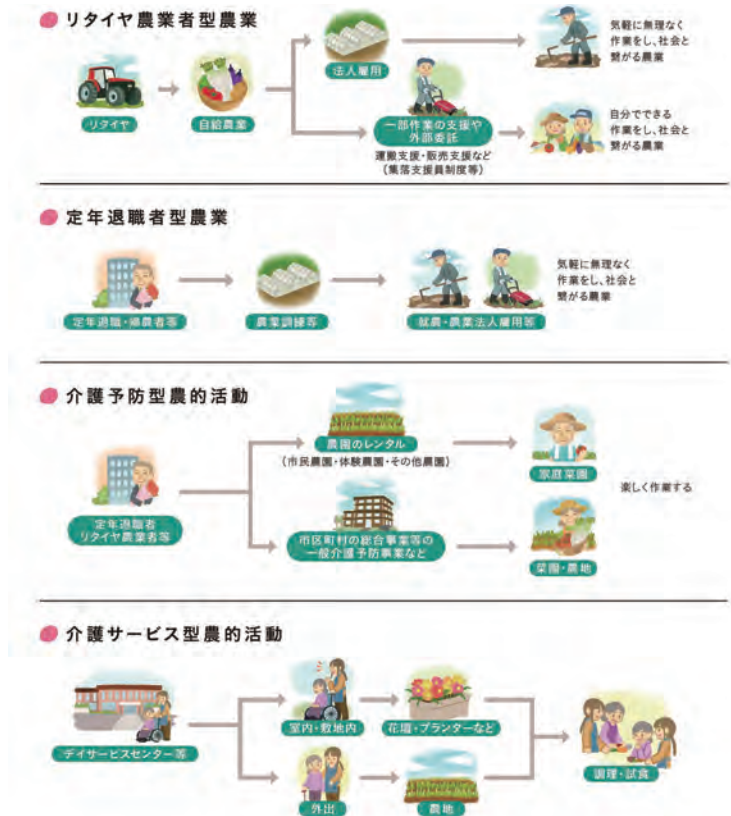 リタイヤ農業者型農業
リタイヤ
自給農業
法人雇用
気軽に無理なく
作業をし、社会と
繋がる農業
一部作業の支援や
外部委託
運搬支援・販売支援など
(集落支援員制度等)
自分でできる
作業をし、社会と
繋がる農業
定年退職者型農業
定年退職・帰農者等
農業訓練等
就農・農業法人雇用等
気軽に無理なく
作業をし、社会と
繋がる農業
介護予防型農的活動
定年退職者
リタイヤ農業者等
農園のレンタル
(市民農園・体験農園・その他農園)
家庭菜園
市区町村の総合事業等の
一般介護予防事業など
菜園・農地
楽しく作業する
介護サービス型農的活動
デイサービスセンター等
室内・敷地内
花壇・プランターなど
外出
農地
調理・試食